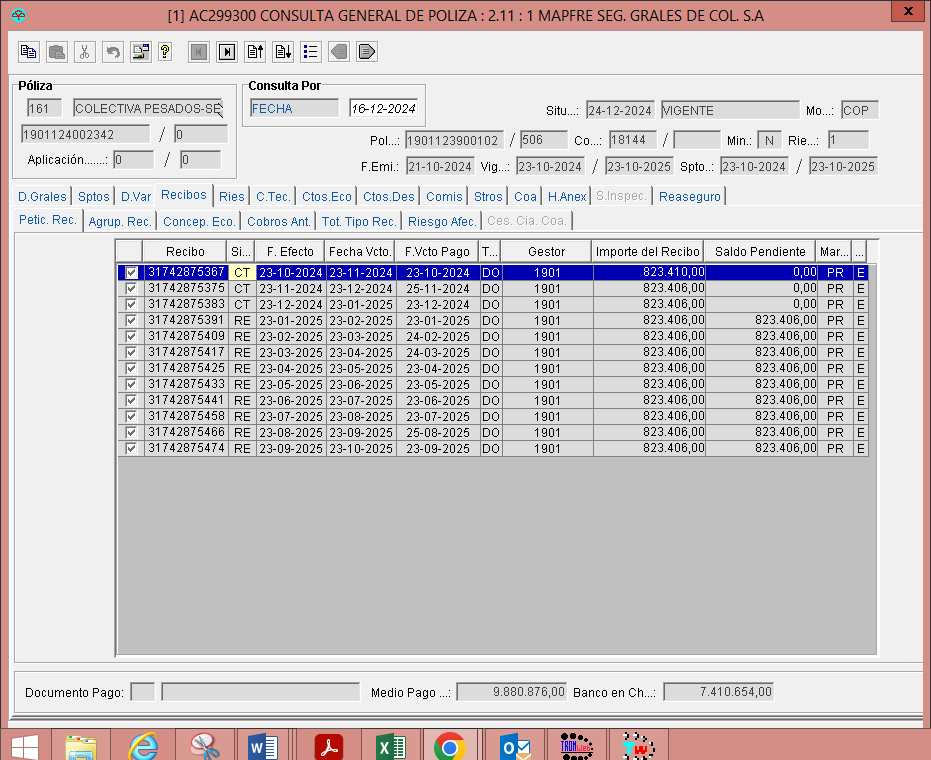 [1] AC299300 CONSULTA GENERAL DE POLIZA : 2.11 : 1 MAPFRE SEG. GRALES DE COL. S.A
X
Póliza
161 COLECTIVA PESADOS-SE
1901124002342 / 0
Aplicación.......: 0 / 0
Consulta Por
FECHA 16-12-2024
Situ...: 24-12-2024 VIGENTE Mo...: COP
Pol...: 1901123900102 / 506 Co...: 18144 / Min.: N Rie...: 1
F.Emi.: 21-10-2024 Vig...: 23-10-2024 / 23-10-2025 Spto.: 23-10-2024 / 23-10-2025
D.Grales Sptos D.Var Recibos Ries C.Tec. Ctos.Eco Ctos.Des Comis Stros Coa H.Anex S.Inspec. Reaseguro
Petic. Rec. Agrup. Rec. Concep. Eco. Cobros Ant. Tot. Tipo Rec. Riesgo Afec. Ces. Cia. Coa.
Recibo Si... F. Efecto Fecha Vcto. F.Vcto Pago T... Gestor Importe del Recibo Saldo Pendiente Mar... ...
31742875367 CT 23-10-2024 23-11-2024 23-10-2024 DO 1901 823.410,00 0,00 PR E
31742875375 CT 23-11-2024 23-12-2024 25-11-2024 DO 1901 823.406,00 0,00 PR E
31742875383 CT 23-12-2024 23-01-2025 23-12-2024 DO 1901 823.406,00 0,00 PR E
31742875391 RE 23-01-2025 23-02-2025 23-01-2025 DO 1901 823.406,00 823.406,00 PR E
31742875409 RE 23-02-2025 23-03-2025 24-02-2025 DO 1901 823.406,00 823.406,00 PR E
31742875417 RE 23-03-2025 23-04-2025 24-03-2025 DO 1901 823.406,00 823.406,00 PR E
31742875425 RE 23-04-2025 23-05-2025 23-04-2025 DO 1901 823.406,00 823.406,00 PR E
31742875433 RE 23-05-2025 23-06-2025 23-05-2025 DO 1901 823.406,00 823.406,00 PR E
31742875441 RE 23-06-2025 23-07-2025 23-06-2025 DO 1901 823.406,00 823.406,00 PR E
31742875458 RE 23-07-2025 23-08-2025 23-07-2025 DO 1901 823.406,00 823.406,00 PR E
31742875466 RE 23-08-2025 23-09-2025 25-08-2025 DO 1901 823.406,00 823.406,00 PR E
31742875474 RE 23-09-2025 23-10-2025 23-09-2025 DO 1901 823.406,00 823.406,00 PR E
Documento Pago: Medio Pago ...: 9.880.876,00 Banco en Ch...: 7.410.654,00